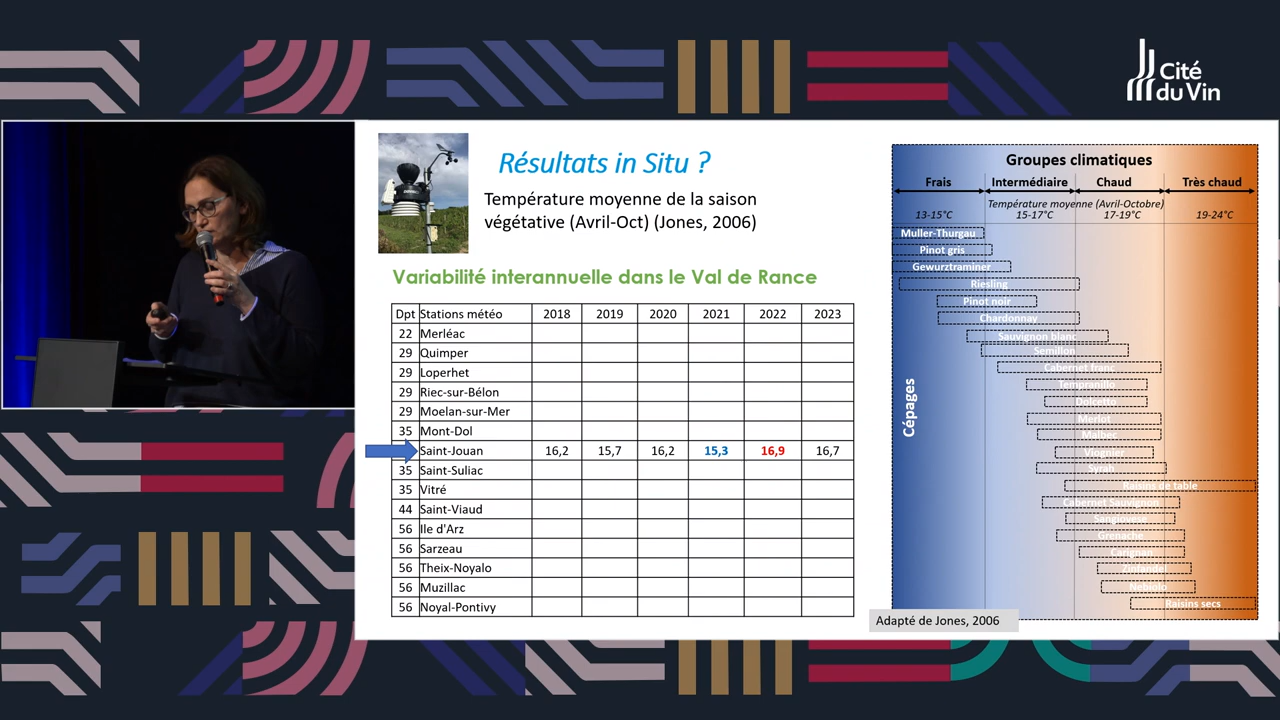 Cité
du Vin
Résultats in Situ ?
Température moyenne de la saison
végétative (Avril-Oct) (Jones, 2006)
Variabilité interannuelle dans le Val de Rance
Dpt Stations météo 2018 2019 2020 2021 2022 2023
22 Merléac
29 Quimper
29 Loperhet
29 Riec-sur-Bélon
29 Moelan-sur-Mer
35 Mont-Dol
Saint-Jouan 16,2 15,7 16,2 15,3 16,9 16,7
35 Saint-Suliac
35 Vitré
44 Saint-Viaud
56 Ile d'Arz
56 Sarzeau
56 Theix-Noyalo
56 Muzillac
56 Noyal-Pontivy
Groupes climatiques
Frais Intermédiaire Chaud Très chaud
Température moyenne (Avril-Octobre)
13-15°C 15-17°C 17-19°C 19-24°C
Cépages
Muller-Thurgau
Pinot gris
Gewurztraminer
Riesling
Pinot noir
Chardonnay
Sauvignon blanc
Semillon
Cabernet franc
Tempranillo
Dolcetto
Merlot
Malbec
Viognier
Syrah
Raisins de table
Cabernet Sauvignon
Sangiovese
Grenache
Carignan
Zinfandel
Nebbiolo
Raisins secs
Adapté de Jones, 2006